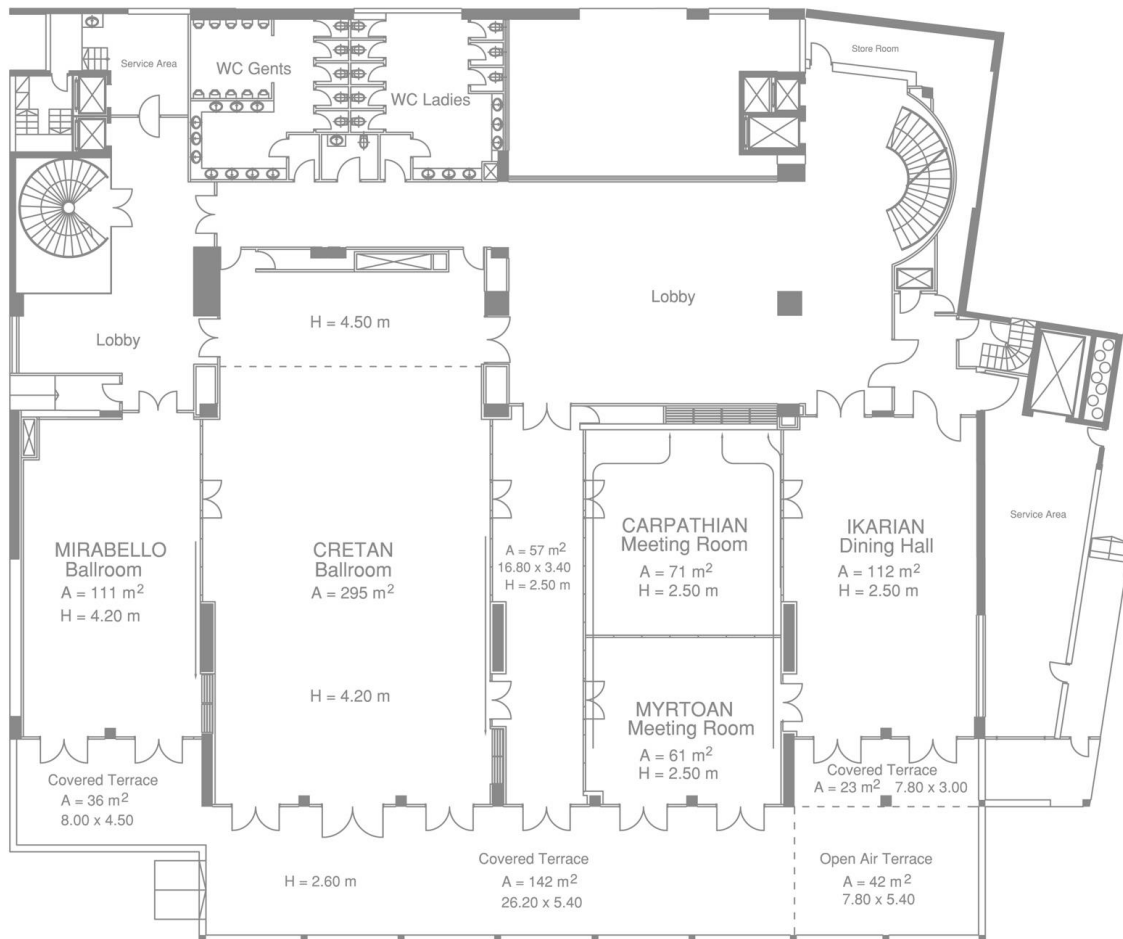 Store Room
Service Area
WC Gents
WC Ladies
Lobby
H = 4.50 m
Lobby
MIRABELLO
Ballroom
A = 111 m²
H = 4.20 m
CRETAN
Ballroom
A = 295 m²
H = 4.20 m
A = 57 m²
16.80 x 3.40
H = 2.50 m
CARPATHIAN
Meeting Room
A = 71 m²
H = 2.50 m
IKARIAN
Dining Hall
A = 112 m²
H = 2.50 m
Service Area
MYRTOAN
Meeting Room
A = 61 m²
H = 2.50 m
Covered Terrace
A = 36 m²
8.00 x 4.50
Covered Terrace
A = 23 m² 7.80 x 3.00
H = 2.60 m
Covered Terrace
A = 142 m²
26.20 x 5.40
Open Air Terrace
A = 42 m²
7.80 x 5.40